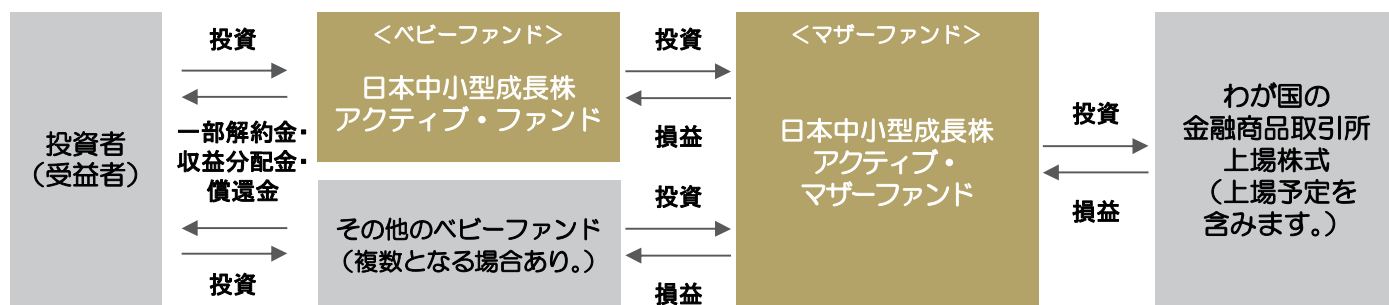 投資者
（受益者）
投資
一部解約金・
収益分配金・
償還金
投資
＜ベビーファンド＞
日本中小型成長株
アクティブ・ファンド
その他のベビーファンド
（複数となる場合あり。）
投資
損益
投資
損益
＜マザーファンド＞
日本中小型成長株
アクティブ・
マザーファンド
投資
損益
わが国の
金融商品取引所
上場株式
（上場予定を
含みます。）